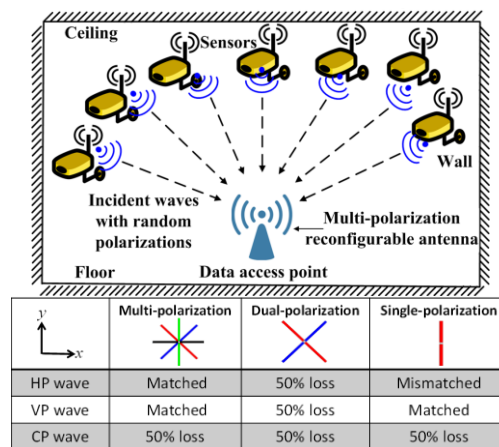 Ceiling
Sensors
Wall
Incident waves
with random
polarizations
Multi-polarization
reconfigurable antenna
Floor
Data access point
y
x
Multi-polarization Dual-polarization Single-polarization
HP wave Matched 50% loss Mismatched
VP wave Matched 50% loss Matched
CP wave 50% loss 50% loss 50% loss